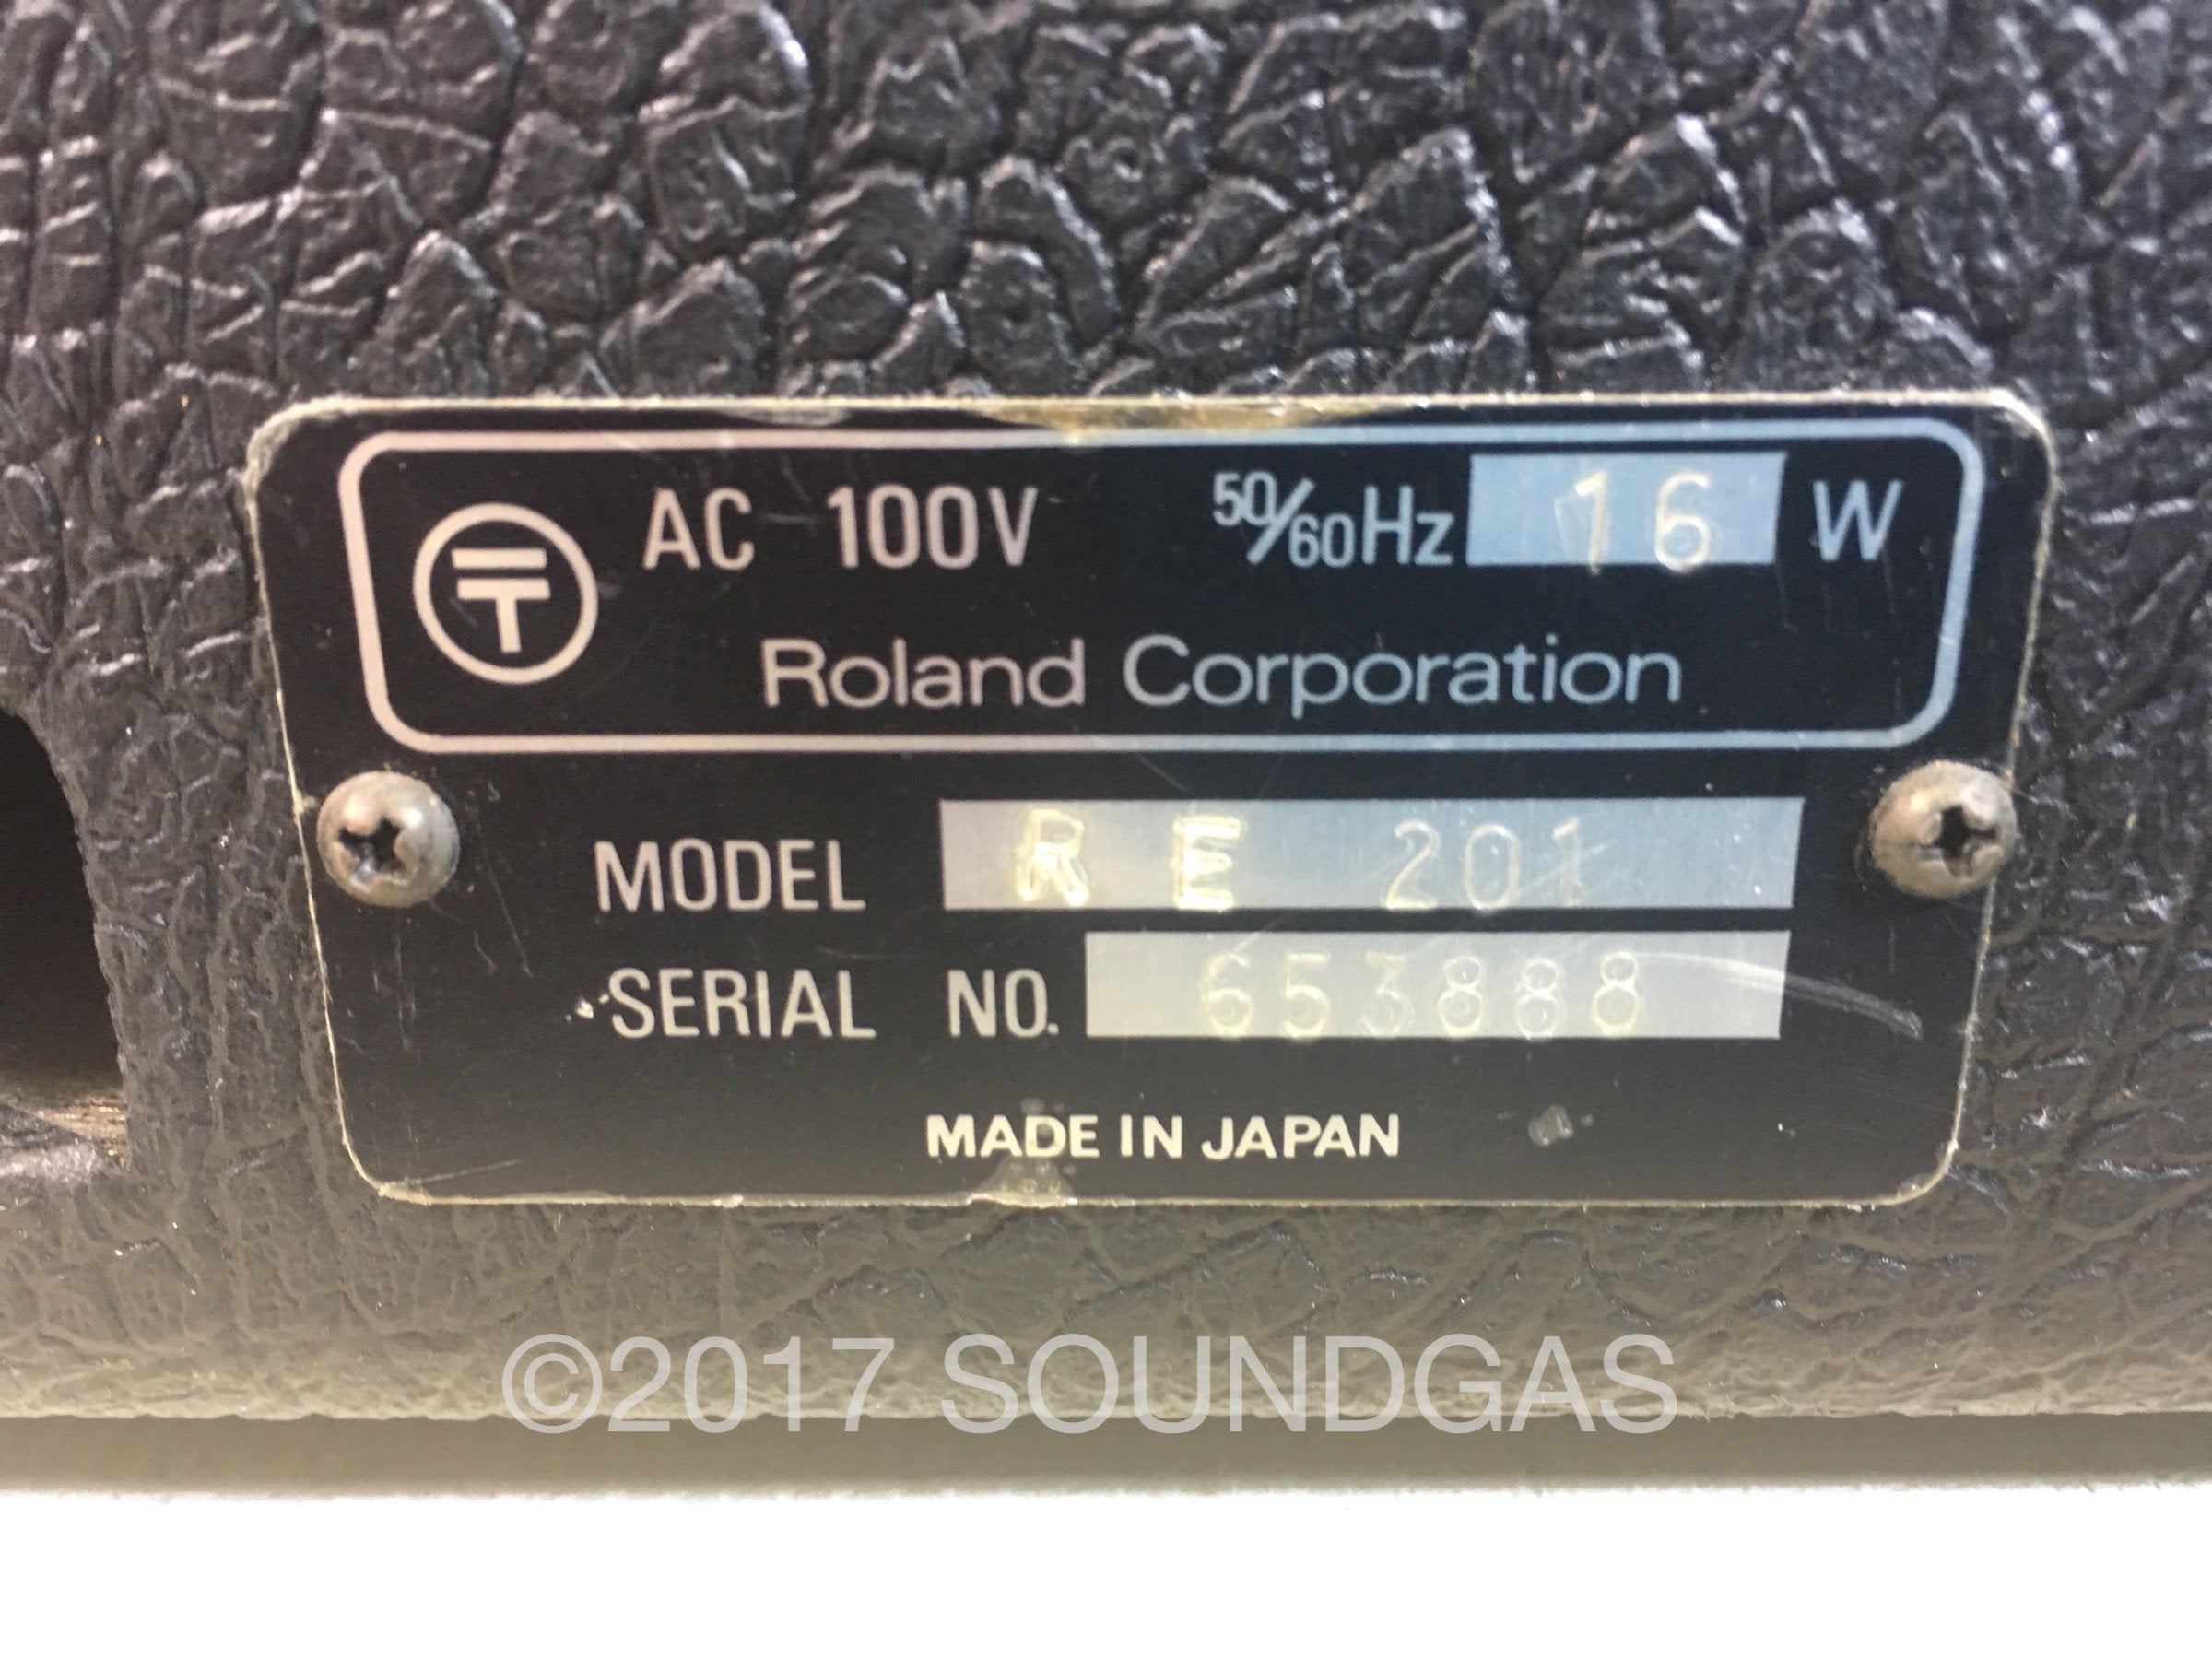 〒 AC 100V 50/60Hz 16 W
Roland Corporation
MODEL RE 201
SERIAL NO. 653888
MADE IN JAPAN
©2017 SOUNDGAS